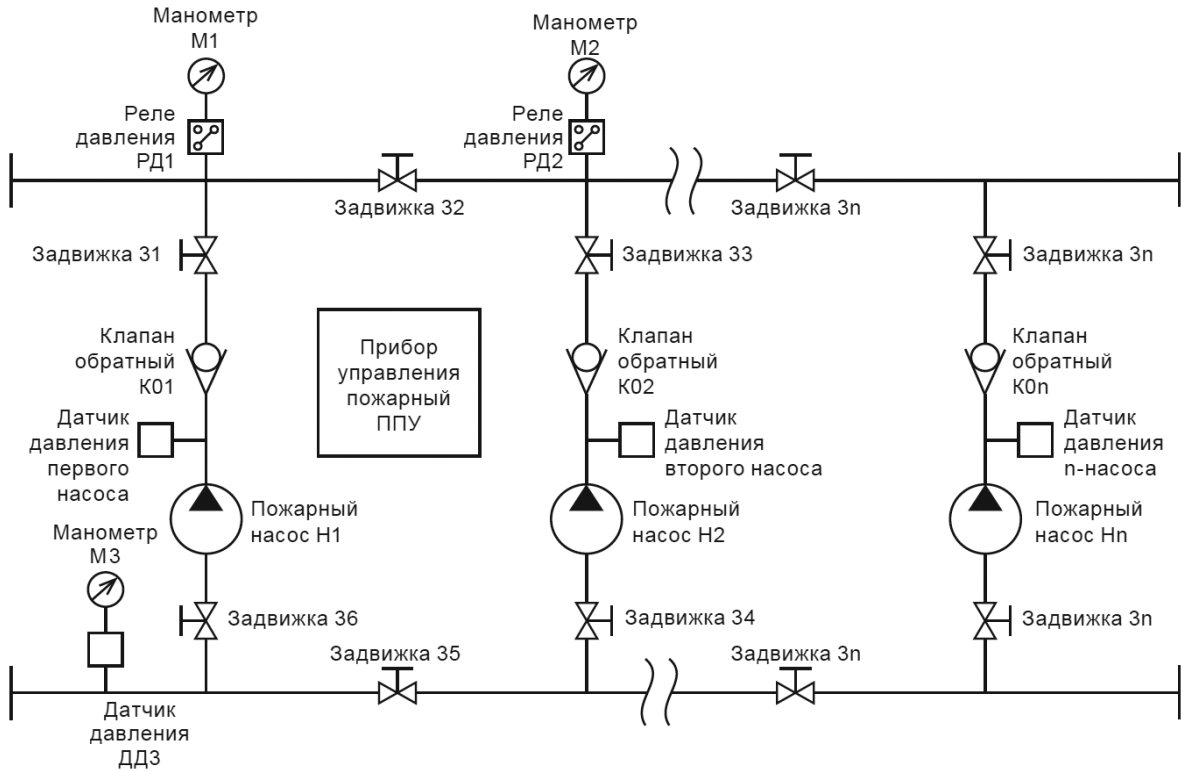 Манометр
М1
Манометр
М2
Реле
давления
РД1
Реле
давления
РД2
Задвижка 32
Задвижка 3n
Задвижка 31
Задвижка 33
Задвижка 3n
Клапан
обратный
К01
Прибор
управления
пожарный
ППУ
Клапан
обратный
К02
Клапан
обратный
К0n
Датчик
давления
первого
насоса
Датчик
давления
второго насоса
Датчик
давления
n-насоса
Пожарный
насос Н1
Пожарный
насос Н2
Пожарный
насос Нn
Манометр
М3
Задвижка 36
Задвижка 34
Задвижка 3n
Задвижка 35
Задвижка 3n
Датчик
давления
ДД3